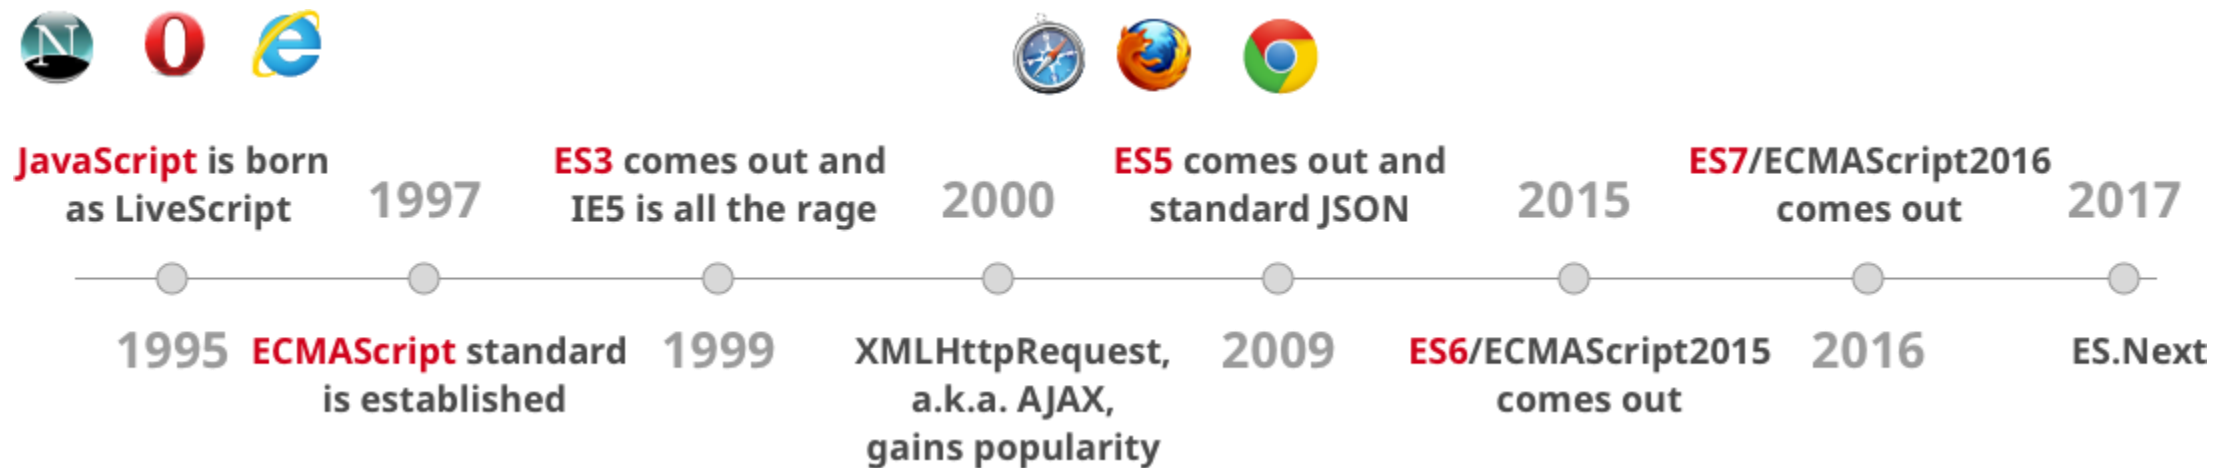 JavaScript is born
as LiveScript
1995
1997
ECMAScript standard
is established
ES3 comes out and
IE5 is all the rage
1999
2000
XMLHttpRequest,
a.k.a. AJAX,
gains popularity
ES5 comes out and
standard JSON
2009
2015
ES6/ECMAScript2015
comes out
ES7/ECMAScript2016
comes out
2016
2017
ES.Next